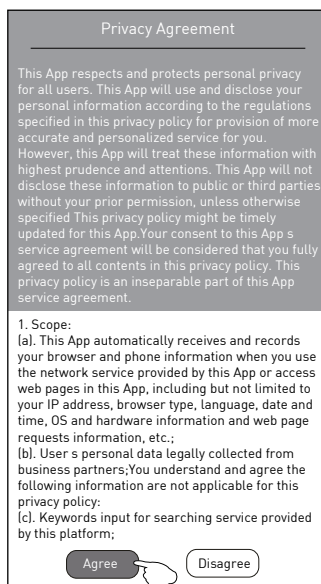 Privacy Agreement
This App respects and protects personal privacy
for all users. This App will use and disclose your
personal information according to the regulations
specified in this privacy policy for provision of more
accurate and personalized service for you.
However, this App will treat these information with
highest prudence and attentions. This App will not
disclose these information to public or third parties
without your prior permission, unless otherwise
specified This privacy policy might be timely
updated for this App.Your consent to this App s
service agreement will be considered that you fully
agreed to all contents in this privacy policy. This
privacy policy is an inseparable part of this App
service agreement.
1. Scope:
(a). This App automatically receives and records
your browser and phone information when you use
the network service provided by this App or access
web pages in this App, including but not limited to
your IP address, browser type, language, date and
time, OS and hardware information and web page
requests information, etc.;
(b). User s personal data legally collected from
business partners;You understand and agree the
following information are not applicable for this
privacy policy:
(c). Keywords input for searching service provided
by this platform;
Agree Disagree